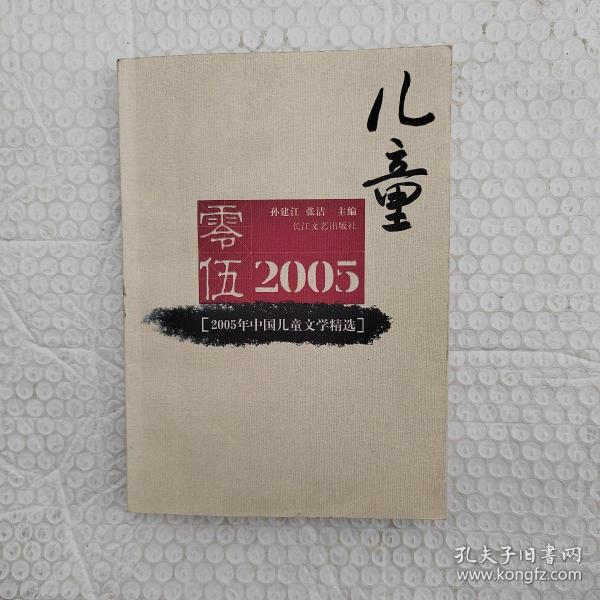 儿童
零伍
孙建江 张洁 主编
长江文艺出版社
2005
[2005年中国儿童文学精选]
孔夫子旧書网
www.kongfz.com